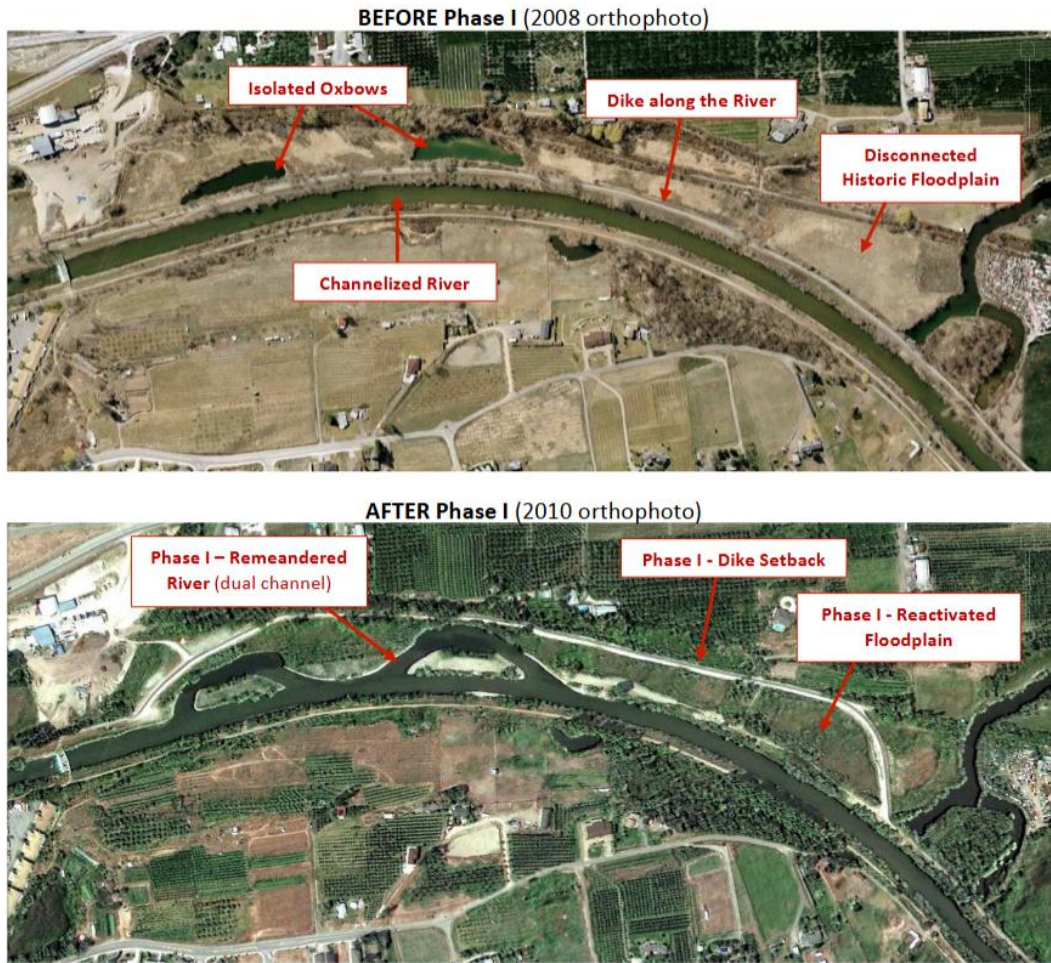 BEFORE Phase I (2008 orthophoto)
Isolated Oxbows
Dike along the River
Disconnected
Historic Floodplain
Channelized River
AFTER Phase I (2010 orthophoto)
Phase I – Remeandered
River (dual channel)
Phase I - Dike Setback
Phase I - Reactivated
Floodplain